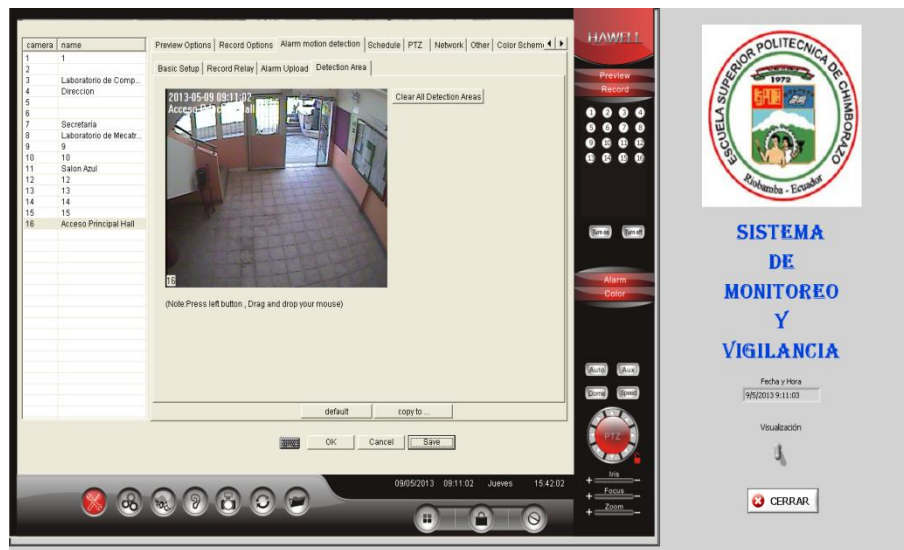 camera name
1 1
2
3 Laboratorio de Comp...
4 Direccion
5
6
7 Secretaria
8 Laboratorio de Mecatr...
9 9
10 10
11 Salon Azul
12 12
13 13
14 14
15 15
16 Acceso Principal Hall
Preview Options Record Options Alarm motion detection Schedule PTZ Network Other Color Schem
Basic Setup Record Relay Alarm Upload Detection Area
2013-05-09 09:11:02
Acceso Principal Hall
16
Clear All Detection Areas
(Note:Press left button , Drag and drop your mouse)
default copy to ...
OK Cancel Save
09/05/2013 09:11:02 Jueves 15:42:02
HAWELL
Preview
Record
1 2 3 4
5 6 7 8
9 10 11 12
13 14 15 16
Turn on Turn off
Alarm
Color
Auto Aux
Dome Speed
PTZ
+ Iris -
+ Focus -
+ Zoom -
ESCUELA SUPERIOR POLITECNICA DE CHIMBORAZO
1972
Riobamba - Ecuador
SISTEMA
DE
MONITOREO
Y
VIGILANCIA
Fecha y Hora
9/5/2013 9:11:03
Visualización
CERRAR